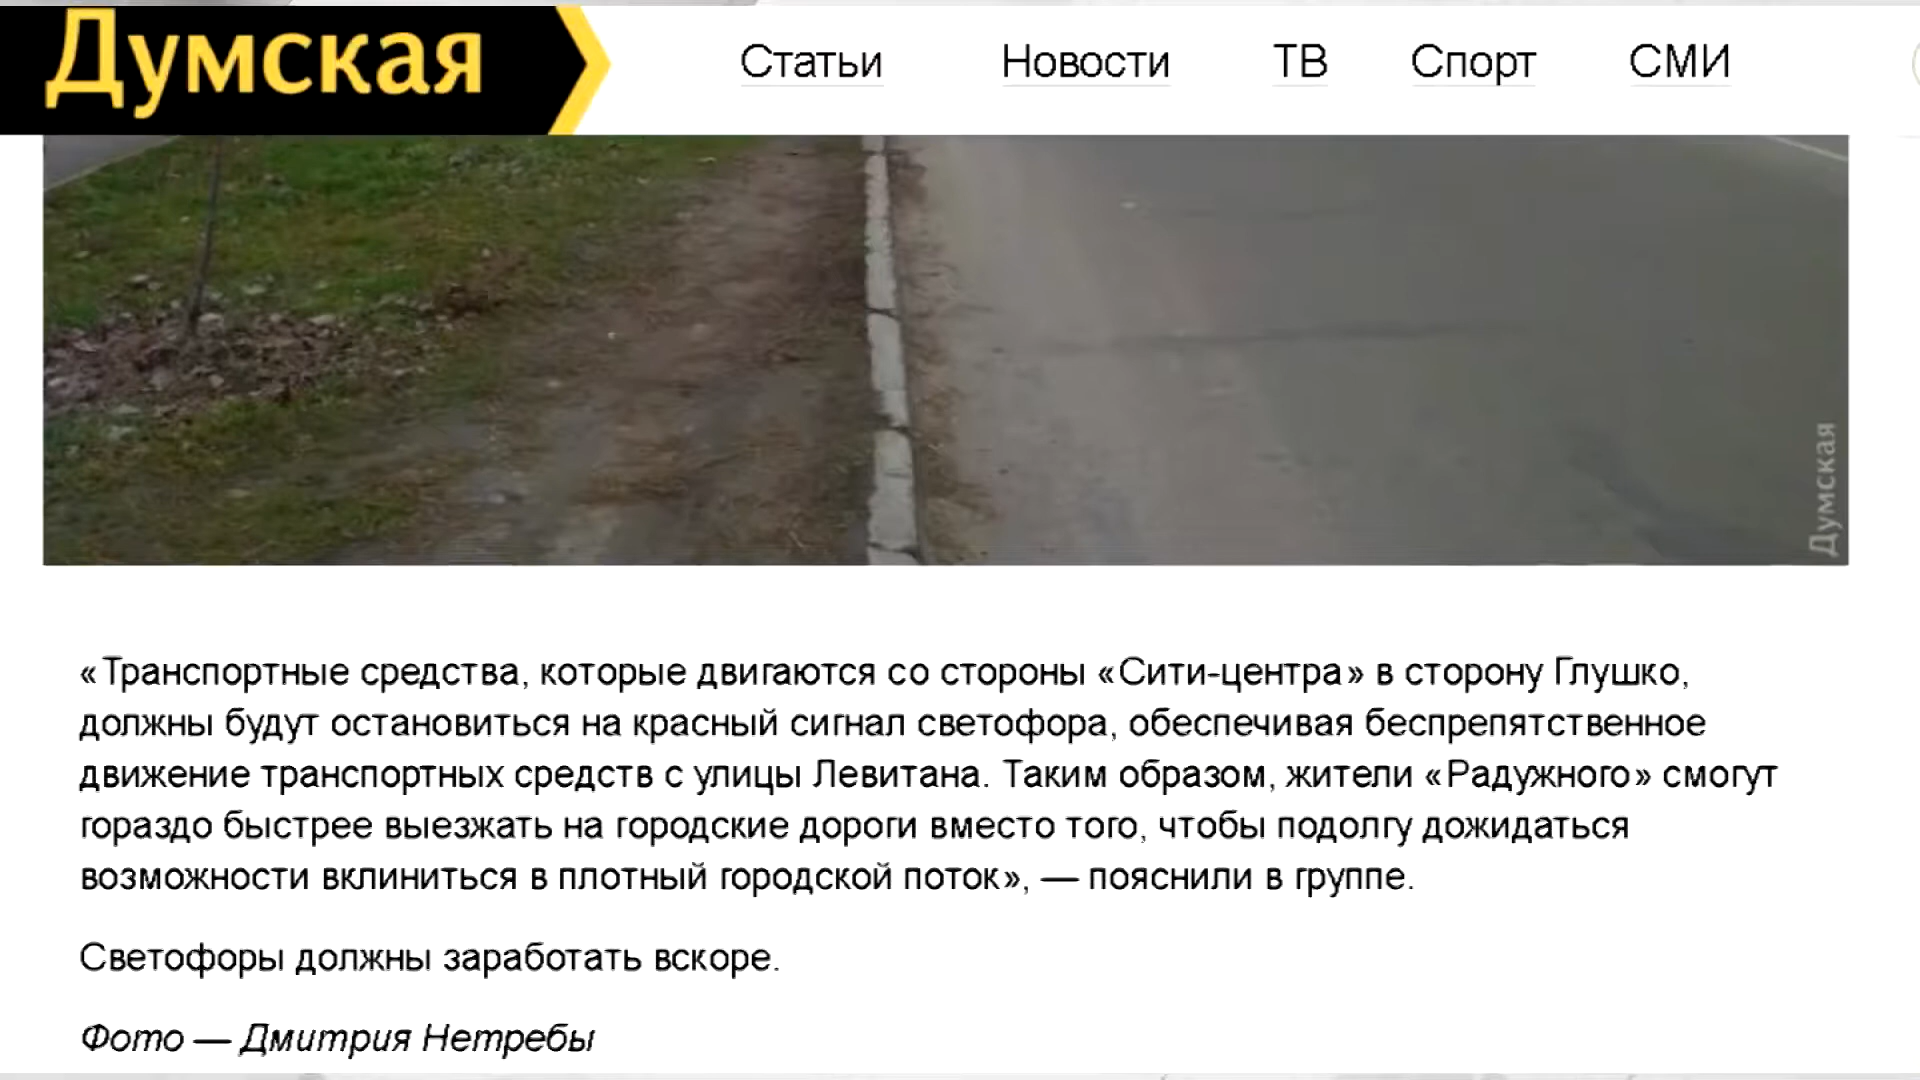 Думская
Статьи Новости ТВ Спорт СМИ
Думская
«Транспортные средства, которые двигаются со стороны «Сити-центра» в сторону Глушко,
должны будут остановиться на красный сигнал светофора, обеспечивая беспрепятственное
движение транспортных средств с улицы Левитана. Таким образом, жители «Радужного» смогут
гораздо быстрее выезжать на городские дороги вместо того, чтобы подолгу дожидаться
возможности вклиниться в плотный городской поток», — пояснили в группе.
Светофоры должны заработать вскоре.
Фото — Дмитрия Нетребы